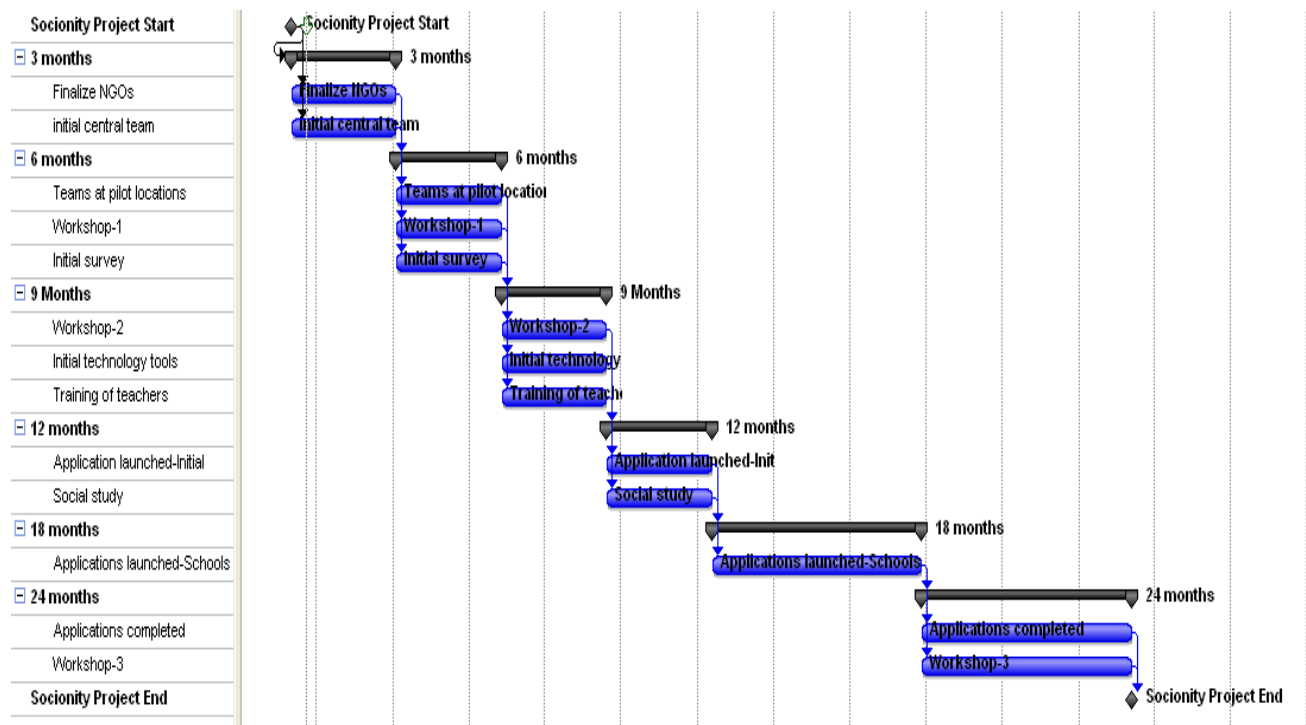 Socionity Project Start
Socionity Project Start
3 months
3 months
Finalize NGOs
Finalize NGOs
initial central team
Initial central team
6 months
6 months
Teams at pilot locations
Teams at pilot location
Workshop-1
Workshop-1
Initial survey
Initial survey
9 Months
9 Months
Workshop-2
Workshop-2
Initial technology tools
Initial technology
Training of teachers
Training of teache
12 months
12 months
Application launched-Initial
Application launched-Init
Social study
Social study
18 months
18 months
Applications launched-Schools
Applications launched-Schools
24 months
24 months
Applications completed
Applications completed
Workshop-3
Workshop-3
Socionity Project End
Socionity Project End